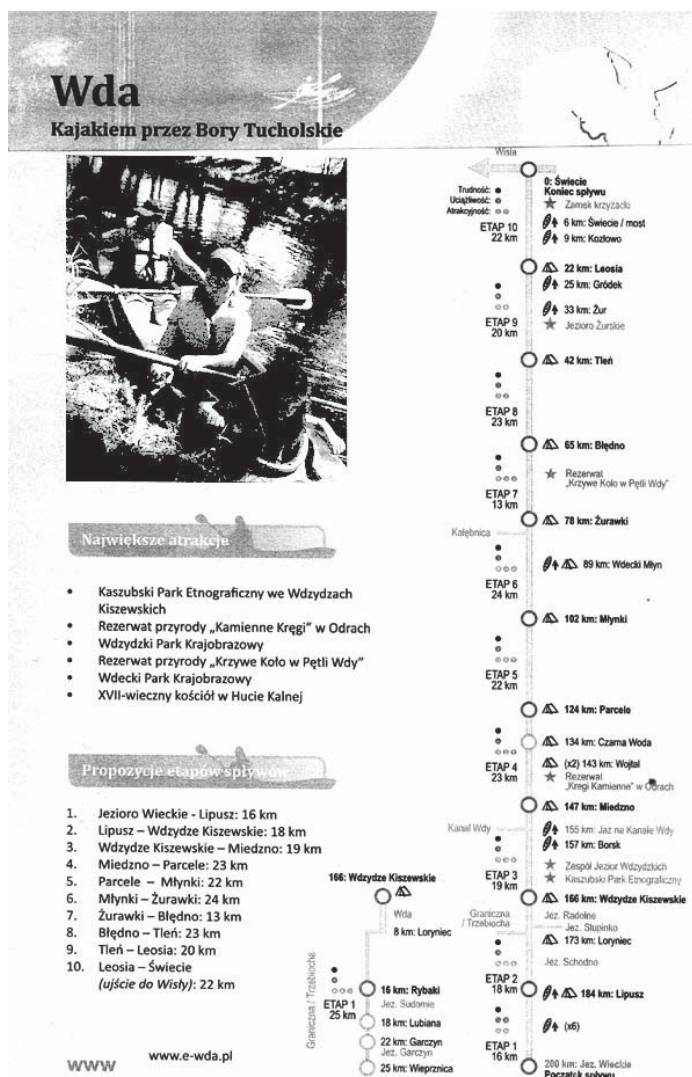 Wda
Kajakiem przez Bory Tucholskie
Największe atrakcje
• Kaszubski Park Etnograficzny we Wdzydzach
Kiszewskich
• Rezerwat przyrody „Kamienne Kręgi” w Odrach
• Wdzydzki Park Krajobrazowy
• Rezerwat przyrody „Krzywe Koło w Pętli Wdy”
• Wdecki Park Krajobrazowy
• XVII-wieczny kościół w Hucie Kalnej
Propozycje etapów spływów
1. Jezioro Wieckie - Lipusz: 16 km
2. Lipusz – Wdzydze Kiszewskie: 18 km
3. Wdzydze Kiszewskie – Miedzno: 19 km
4. Miedzno – Parcele: 23 km
5. Parcele – Młynki: 22 km
6. Młynki – Żurawki: 24 km
7. Żurawki – Błędno: 13 km
8. Błędno – Tleń: 23 km
9. Tleń – Leosia: 20 km
10. Leosia – Świecie
(ujście do Wisły): 22 km
www
www.e-wda.pl
Wisła
0: Świecie
Koniec spływu
Zamek krzyżacki
Trudność:
Uciążliwość:
Atrakcyjność:
ETAP 10
22 km
6 km: Świecie / most
9 km: Kozłowo
22 km: Leosia
25 km: Gródek
33 km: Żur
Jezioro Żurskie
ETAP 9
20 km
42 km: Tleń
ETAP 8
23 km
65 km: Błędno
Rezerwat
„Krzywe Koło w Pętli Wdy”
ETAP 7
13 km
78 km: Żurawki
Kałębnica
89 km: Wdecki Młyn
ETAP 6
24 km
102 km: Młynki
ETAP 5
22 km
124 km: Parcele
134 km: Czarna Woda
(x2) 143 km: Wojtal
Rezerwat
„Kręgi Kamienne” w Odrach
ETAP 4
23 km
147 km: Miedzno
Kanał Wdy
155 km: Jaz na Kanale Wdy
157 km: Borsk
Zespół Jezior Wdzydzkich
Kaszubski Park Etnograficzny
ETAP 3
19 km
166 km: Wdzydze Kiszewskie
Graniczna
/ Trzebiocha
Jez. Radolne
Jez. Słupinko
173 km: Loryniec
Jez. Schodno
ETAP 2
18 km
184 km: Lipusz
(x6)
ETAP 1
16 km
200 km: Jez. Wieckie
Początek spływu
166: Wdzydze Kiszewskie
Wda
8 km: Loryniec
Graniczna / Trzebiocha
16 km: Rybaki
ETAP 1
25 km
Jez. Sudomie
18 km: Lubiana
22 km: Garczyn
Jez. Garczyn
25 km: Wieprznica